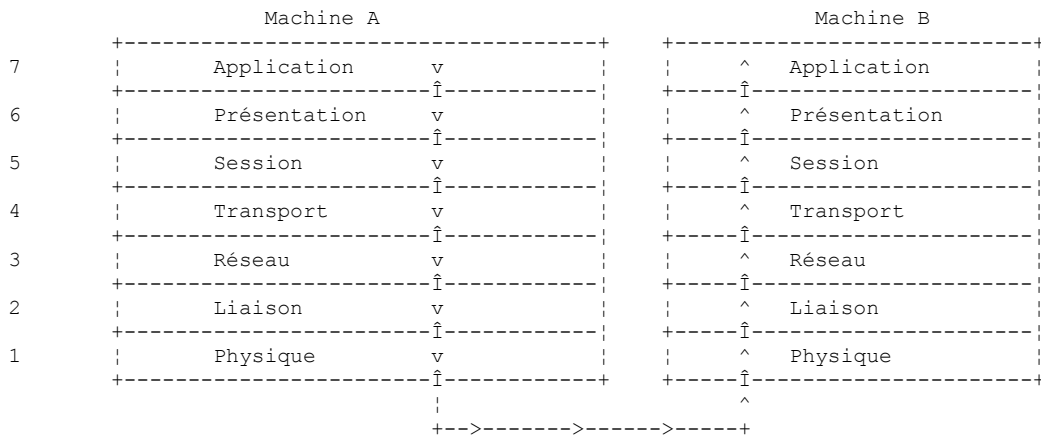 Machine A Machine B
+-------------------------------------+ +----------------------------+
7 ¦ Application v ¦ ¦ ^ Application ¦
+------------------------Î------------¦ +-----Î----------------------¦
6 ¦ Présentation v ¦ ¦ ^ Présentation ¦
+------------------------Î------------¦ +-----Î----------------------¦
5 ¦ Session v ¦ ¦ ^ Session ¦
+------------------------Î------------¦ +-----Î----------------------¦
4 ¦ Transport v ¦ ¦ ^ Transport ¦
+------------------------Î------------¦ +-----Î----------------------¦
3 ¦ Réseau v ¦ ¦ ^ Réseau ¦
+------------------------Î------------¦ +-----Î----------------------¦
2 ¦ Liaison v ¦ ¦ ^ Liaison ¦
+------------------------Î------------¦ +-----Î----------------------¦
1 ¦ Physique v ¦ ¦ ^ Physique ¦
+------------------------Î------------+ +-----Î----------------------+
¦ ^
+-->------->------>-----+